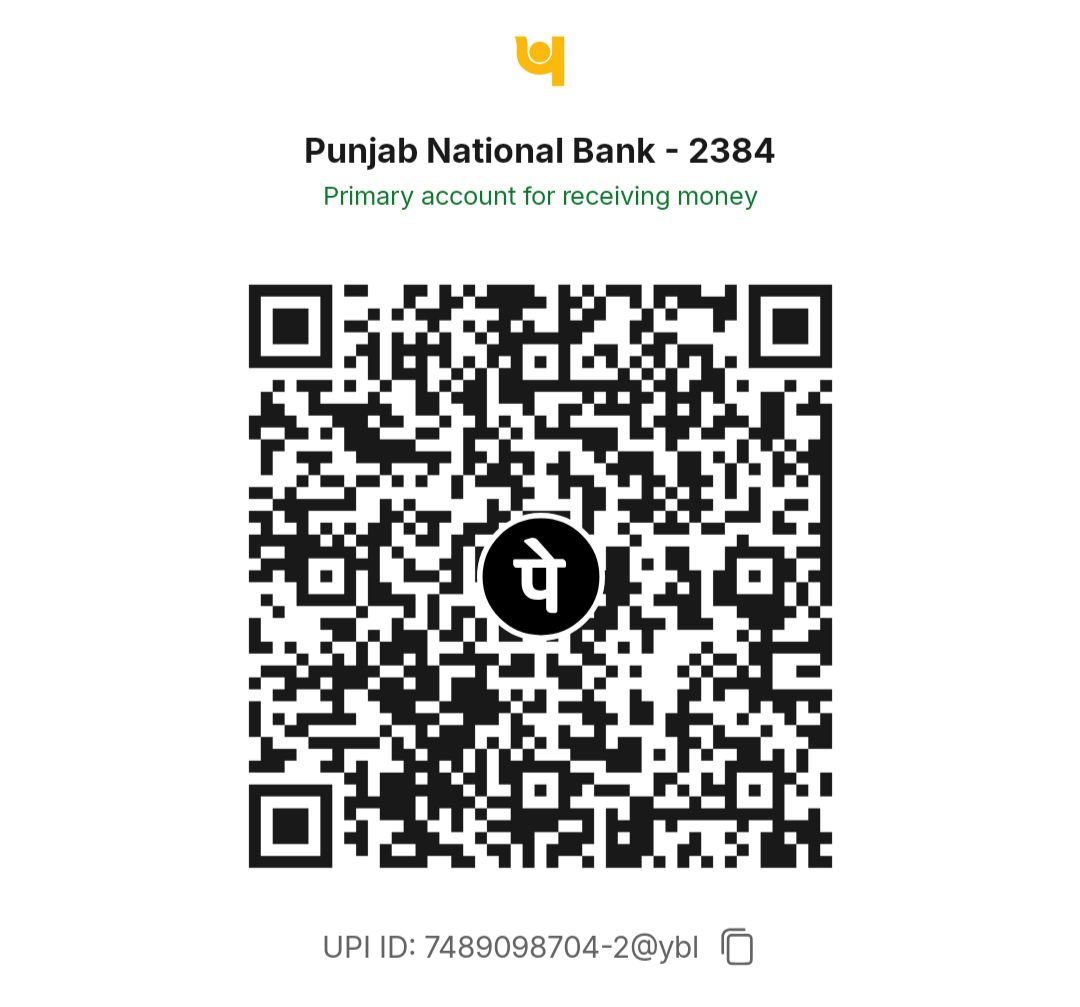 Punjab National Bank - 2384
Primary account for receiving money
पे
UPI ID: 7489098704-2@ybl